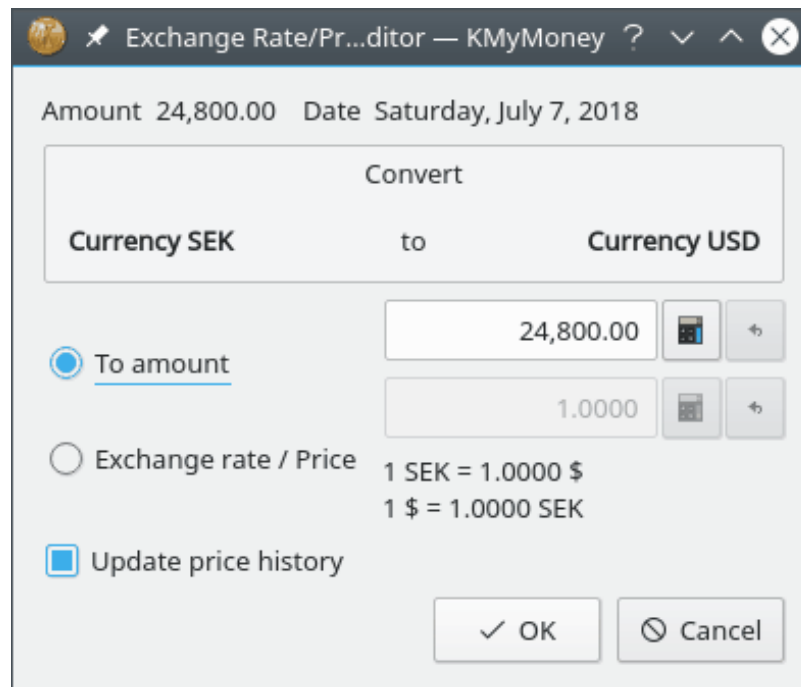 Exchange Rate/Pr...ditor — KMyMoney ?
Amount 24,800.00 Date Saturday, July 7, 2018
Convert
Currency SEK to Currency USD
24,800.00
To amount
1.0000
Exchange rate / Price
1 SEK = 1.0000 $
1 $ = 1.0000 SEK
Update price history
OK Cancel